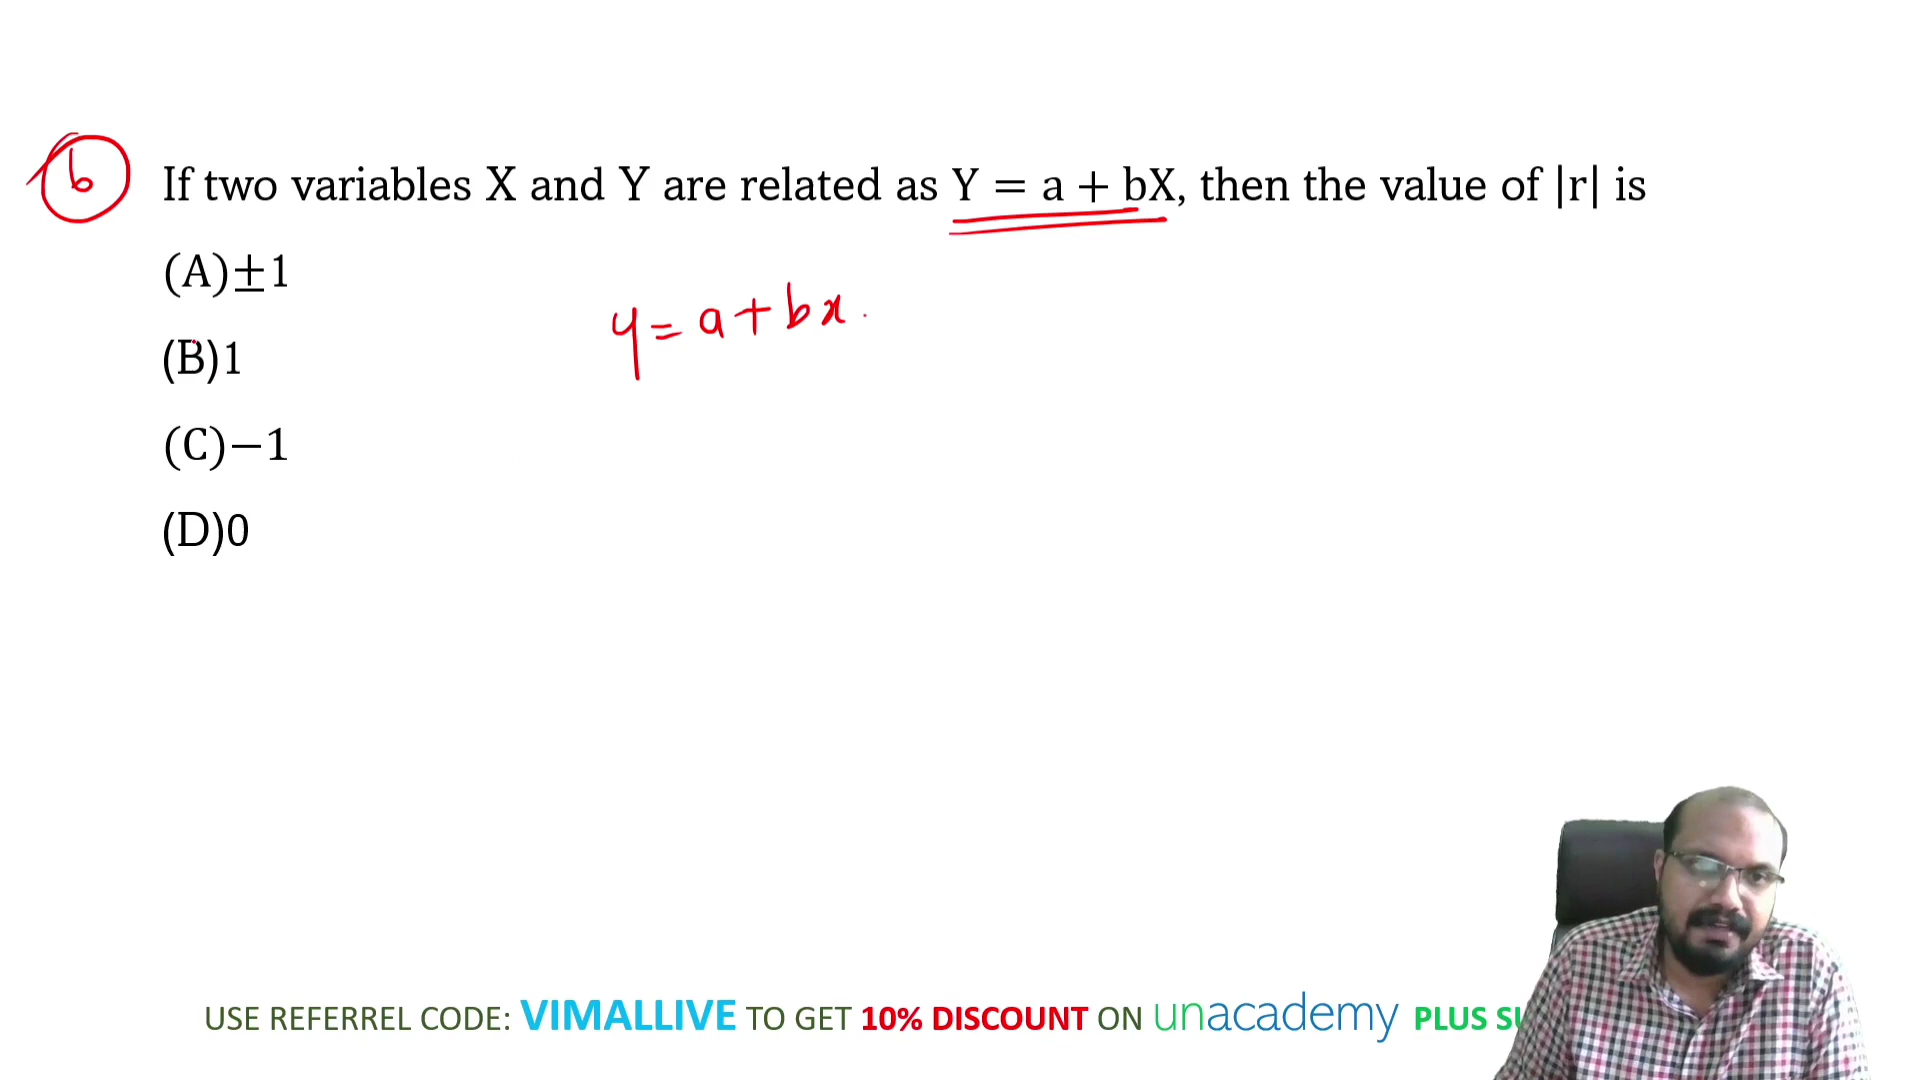 6 If two variables X and Y are related as Y = a + bX, then the value of |r| is
(A)±1
y = a + bx.
(B)1
(C)−1
(D)0
USE REFERREL CODE: VIMALLIVE TO GET 10% DISCOUNT ON unacademy PLUS